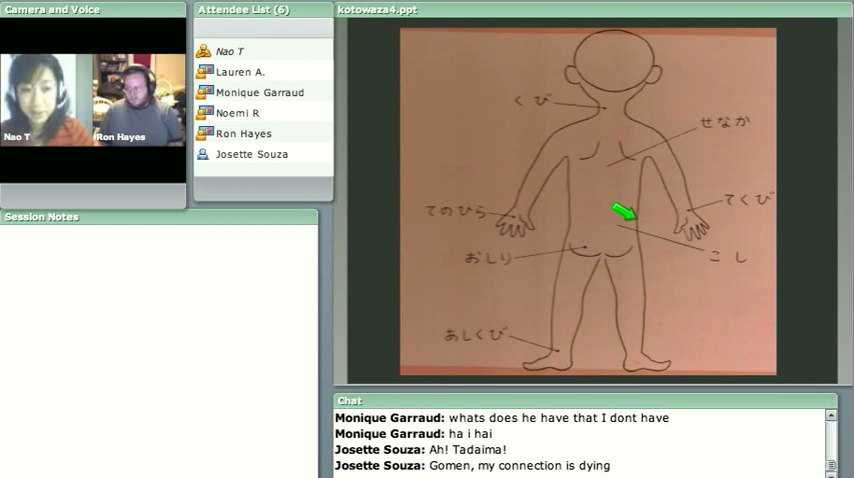 Camera and Voice
Nao T
Ron Hayes
Attendee List (6)
Nao T
Lauren A.
Monique Garraud
Noemi R
Ron Hayes
Josette Souza
Session Notes
kotowaza4.ppt
くび
せなか
てのひら
てくび
おしり
こし
あしくび
Chat
Monique Garraud: whats does he have that I dont have
Monique Garraud: ha i hai
Josette Souza: Ah! Tadaima!
Josette Souza: Gomen, my connection is dying